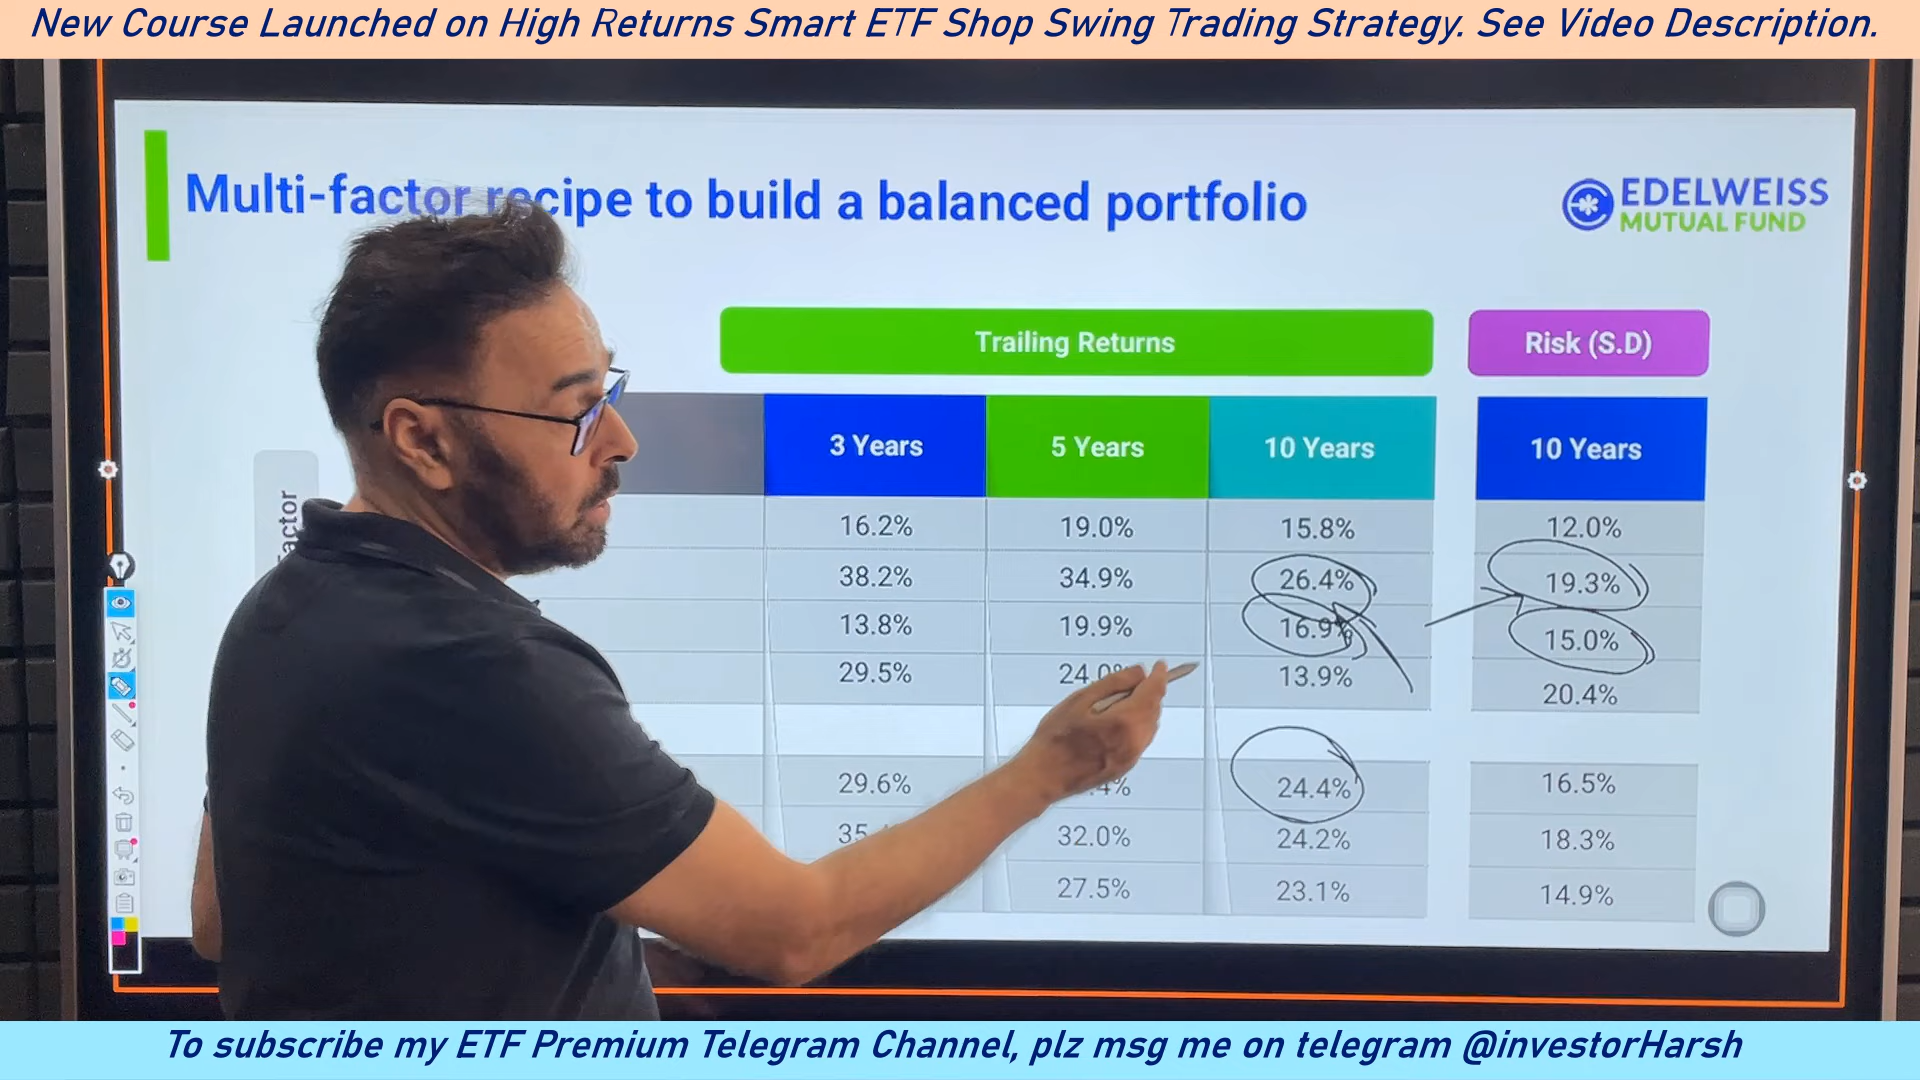 New Course Launched on High Returns Smart ETF Shop Swing Trading Strategy. See Video Description.
Multi-factor recipe to build a balanced portfolio
EDELWEISS
MUTUAL FUND
Trailing Returns
Risk (S.D)
3 Years 5 Years 10 Years 10 Years
16.2% 19.0% 15.8% 12.0%
38.2% 34.9% 26.4% 19.3%
13.8% 19.9% 16.9% 15.0%
29.5% 24.0% 13.9% 20.4%
29.6% 24.4% 16.5%
32.0% 24.2% 18.3%
27.5% 23.1% 14.9%
To subscribe my ETF Premium Telegram Channel, plz msg me on telegram @investorHarsh